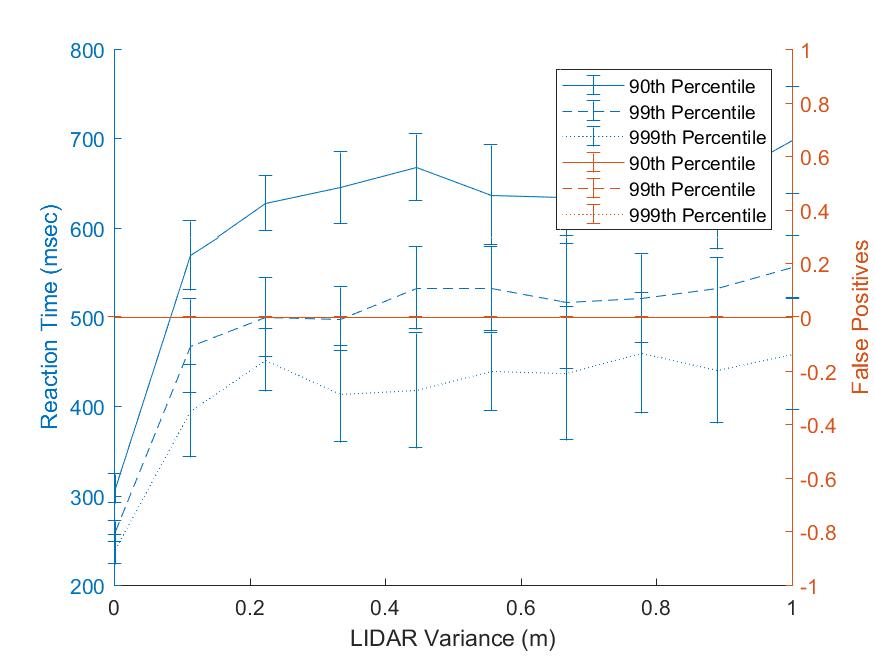 800
700
600
500
400
300
200
Reaction Time (msec)
90th Percentile
99th Percentile
999th Percentile
90th Percentile
99th Percentile
999th Percentile
1
0.8
0.6
0.4
0.2
0
-0.2
-0.4
-0.6
-0.8
-1
False Positives
0 0.2 0.4 0.6 0.8 1
LIDAR Variance (m)